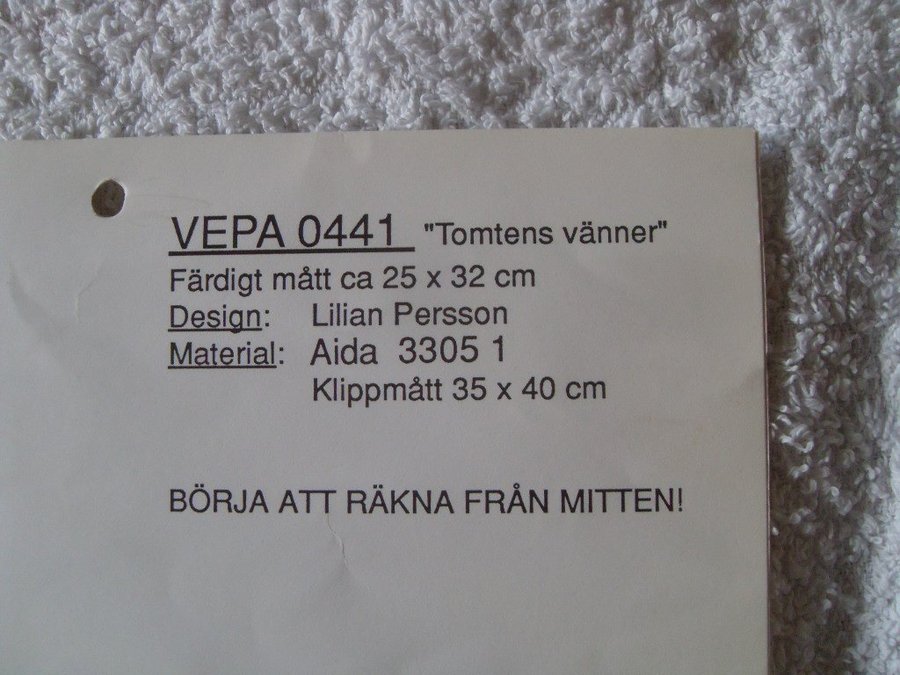 VEPA 0441 "Tomtens vänner"
Färdigt mått ca 25 x 32 cm
Design: Lilian Persson
Material: Aida 3305 1
Klippmått 35 x 40 cm
BÖRJA ATT RÄKNA FRÅN MITTEN!